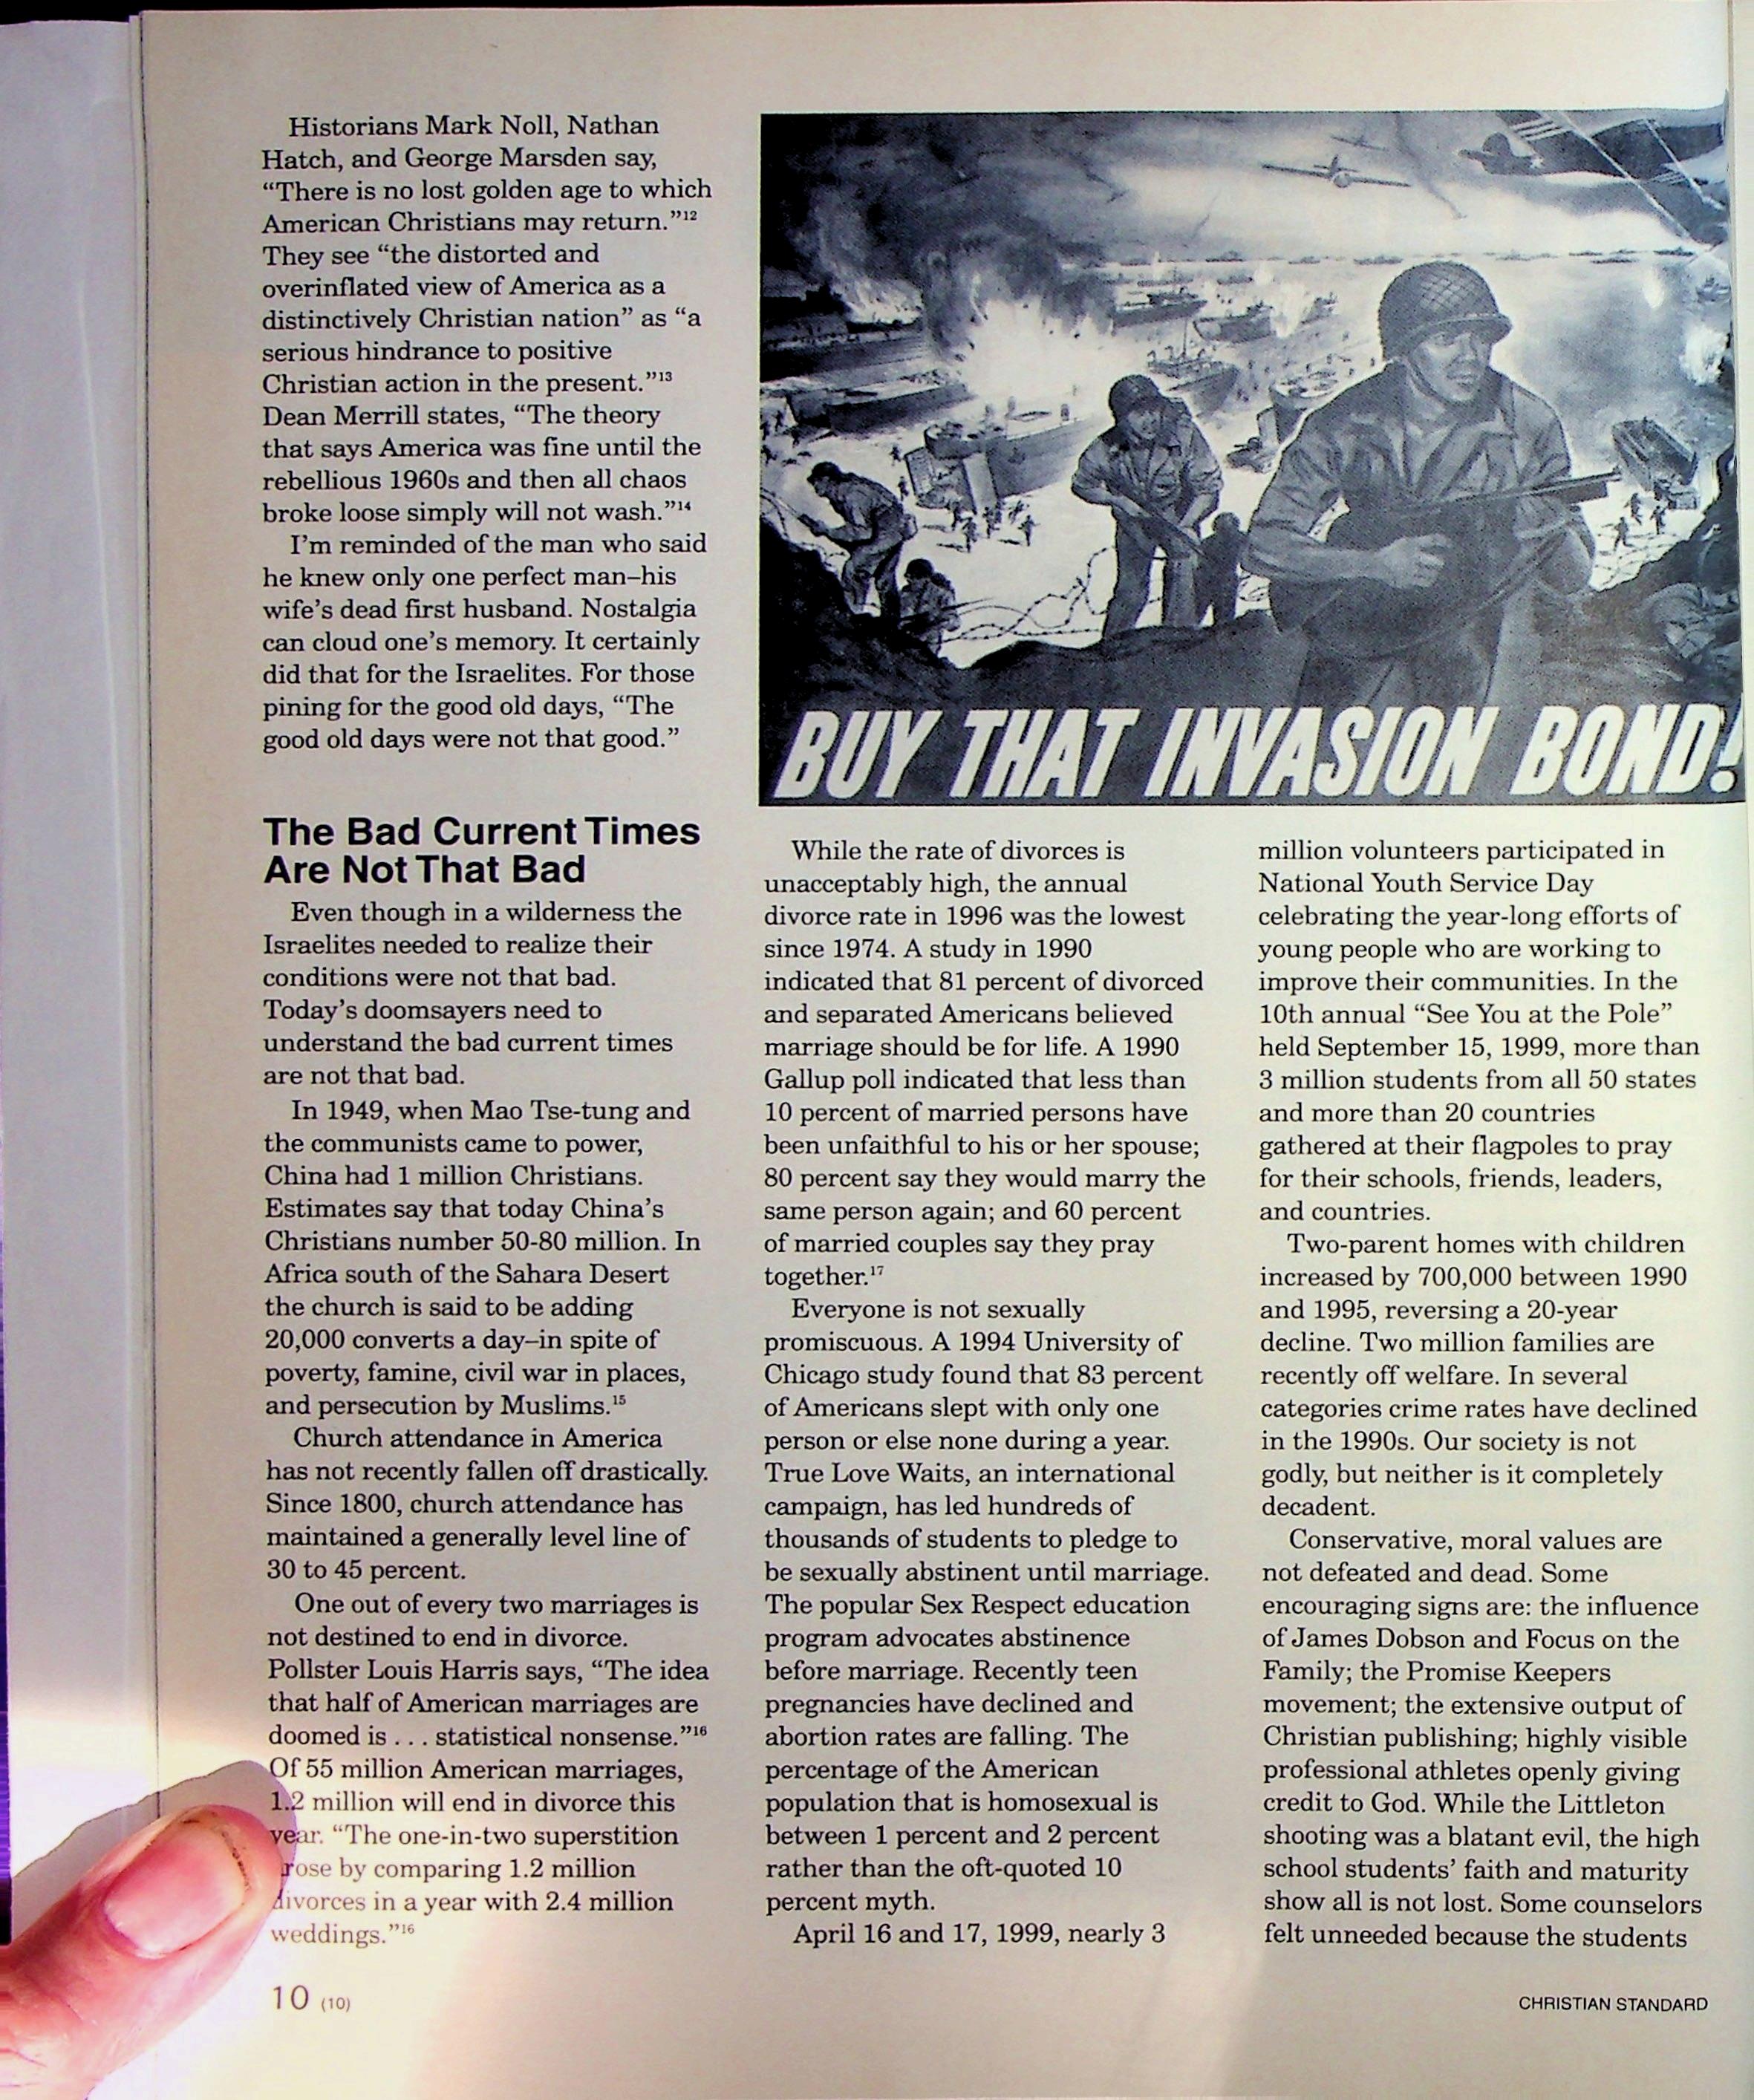 Historians Mark Noll, Nathan
Hatch, and George Marsden say,
“There is no lost golden age to which
American Christians may return.”¹²
They see “the distorted and
overinflated view of America as a
distinctively Christian nation” as “a
serious hindrance to positive
Christian action in the present.”¹³
Dean Merrill states, “The theory
that says America was fine until the
rebellious 1960s and then all chaos
broke loose simply will not wash.”¹⁴
I’m reminded of the man who said
he knew only one perfect man–his
wife’s dead first husband. Nostalgia
can cloud one’s memory. It certainly
did that for the Israelites. For those
pining for the good old days, “The
good old days were not that good.”
The Bad Current Times
Are Not That Bad
Even though in a wilderness the
Israelites needed to realize their
conditions were not that bad.
Today’s doomsayers need to
understand the bad current times
are not that bad.
In 1949, when Mao Tse-tung and
the communists came to power,
China had 1 million Christians.
Estimates say that today China’s
Christians number 50-80 million. In
Africa south of the Sahara Desert
the church is said to be adding
20,000 converts a day–in spite of
poverty, famine, civil war in places,
and persecution by Muslims.¹⁵
Church attendance in America
has not recently fallen off drastically.
Since 1800, church attendance has
maintained a generally level line of
30 to 45 percent.
One out of every two marriages is
not destined to end in divorce.
Pollster Louis Harris says, “The idea
that half of American marriages are
doomed is . . . statistical nonsense.”¹⁶
Of 55 million American marriages,
1.2 million will end in divorce this
year. “The one-in-two superstition
rose by comparing 1.2 million
divorces in a year with 2.4 million
weddings.”¹⁶
BUY THAT INVASION BOND!
While the rate of divorces is
unacceptably high, the annual
divorce rate in 1996 was the lowest
since 1974. A study in 1990
indicated that 81 percent of divorced
and separated Americans believed
marriage should be for life. A 1990
Gallup poll indicated that less than
10 percent of married persons have
been unfaithful to his or her spouse;
80 percent say they would marry the
same person again; and 60 percent
of married couples say they pray
together.¹⁷
Everyone is not sexually
promiscuous. A 1994 University of
Chicago study found that 83 percent
of Americans slept with only one
person or else none during a year.
True Love Waits, an international
campaign, has led hundreds of
thousands of students to pledge to
be sexually abstinent until marriage.
The popular Sex Respect education
program advocates abstinence
before marriage. Recently teen
pregnancies have declined and
abortion rates are falling. The
percentage of the American
population that is homosexual is
between 1 percent and 2 percent
rather than the oft-quoted 10
percent myth.
April 16 and 17, 1999, nearly 3
million volunteers participated in
National Youth Service Day
celebrating the year-long efforts of
young people who are working to
improve their communities. In the
10th annual “See You at the Pole”
held September 15, 1999, more than
3 million students from all 50 states
and more than 20 countries
gathered at their flagpoles to pray
for their schools, friends, leaders,
and countries.
Two-parent homes with children
increased by 700,000 between 1990
and 1995, reversing a 20-year
decline. Two million families are
recently off welfare. In several
categories crime rates have declined
in the 1990s. Our society is not
godly, but neither is it completely
decadent.
Conservative, moral values are
not defeated and dead. Some
encouraging signs are: the influence
of James Dobson and Focus on the
Family; the Promise Keepers
movement; the extensive output of
Christian publishing; highly visible
professional athletes openly giving
credit to God. While the Littleton
shooting was a blatant evil, the high
school students’ faith and maturity
show all is not lost. Some counselors
felt unneeded because the students
10 (10)
CHRISTIAN STANDARD